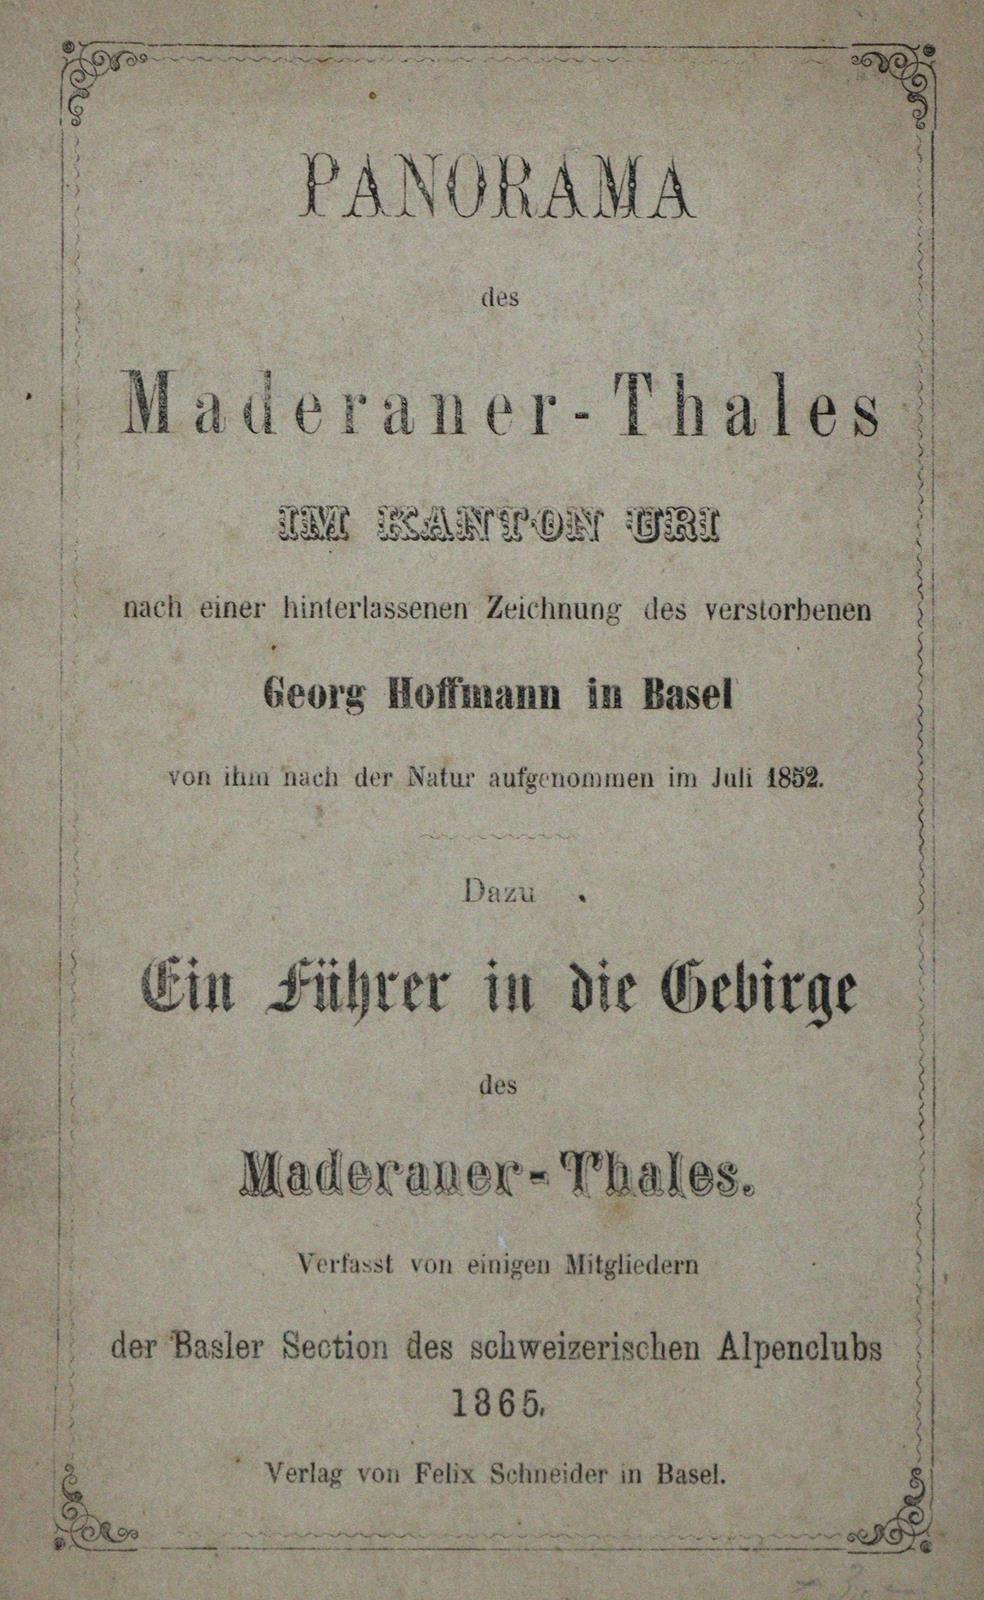 PANORAMA
des
Maderaner-Thales
IM KANTON URI
nach einer hinterlassenen Zeichnung des verstorbenen
Georg Hoffmann in Basel
von ihm nach der Natur aufgenommen im Juli 1852.
Dazu
Ein Führer in die Gebirge
des
Maderaner-Thales.
Verfasst von einigen Mitgliedern
der Basler Section des schweizerischen Alpenclubs
1865.
Verlag von Felix Schneider in Basel.